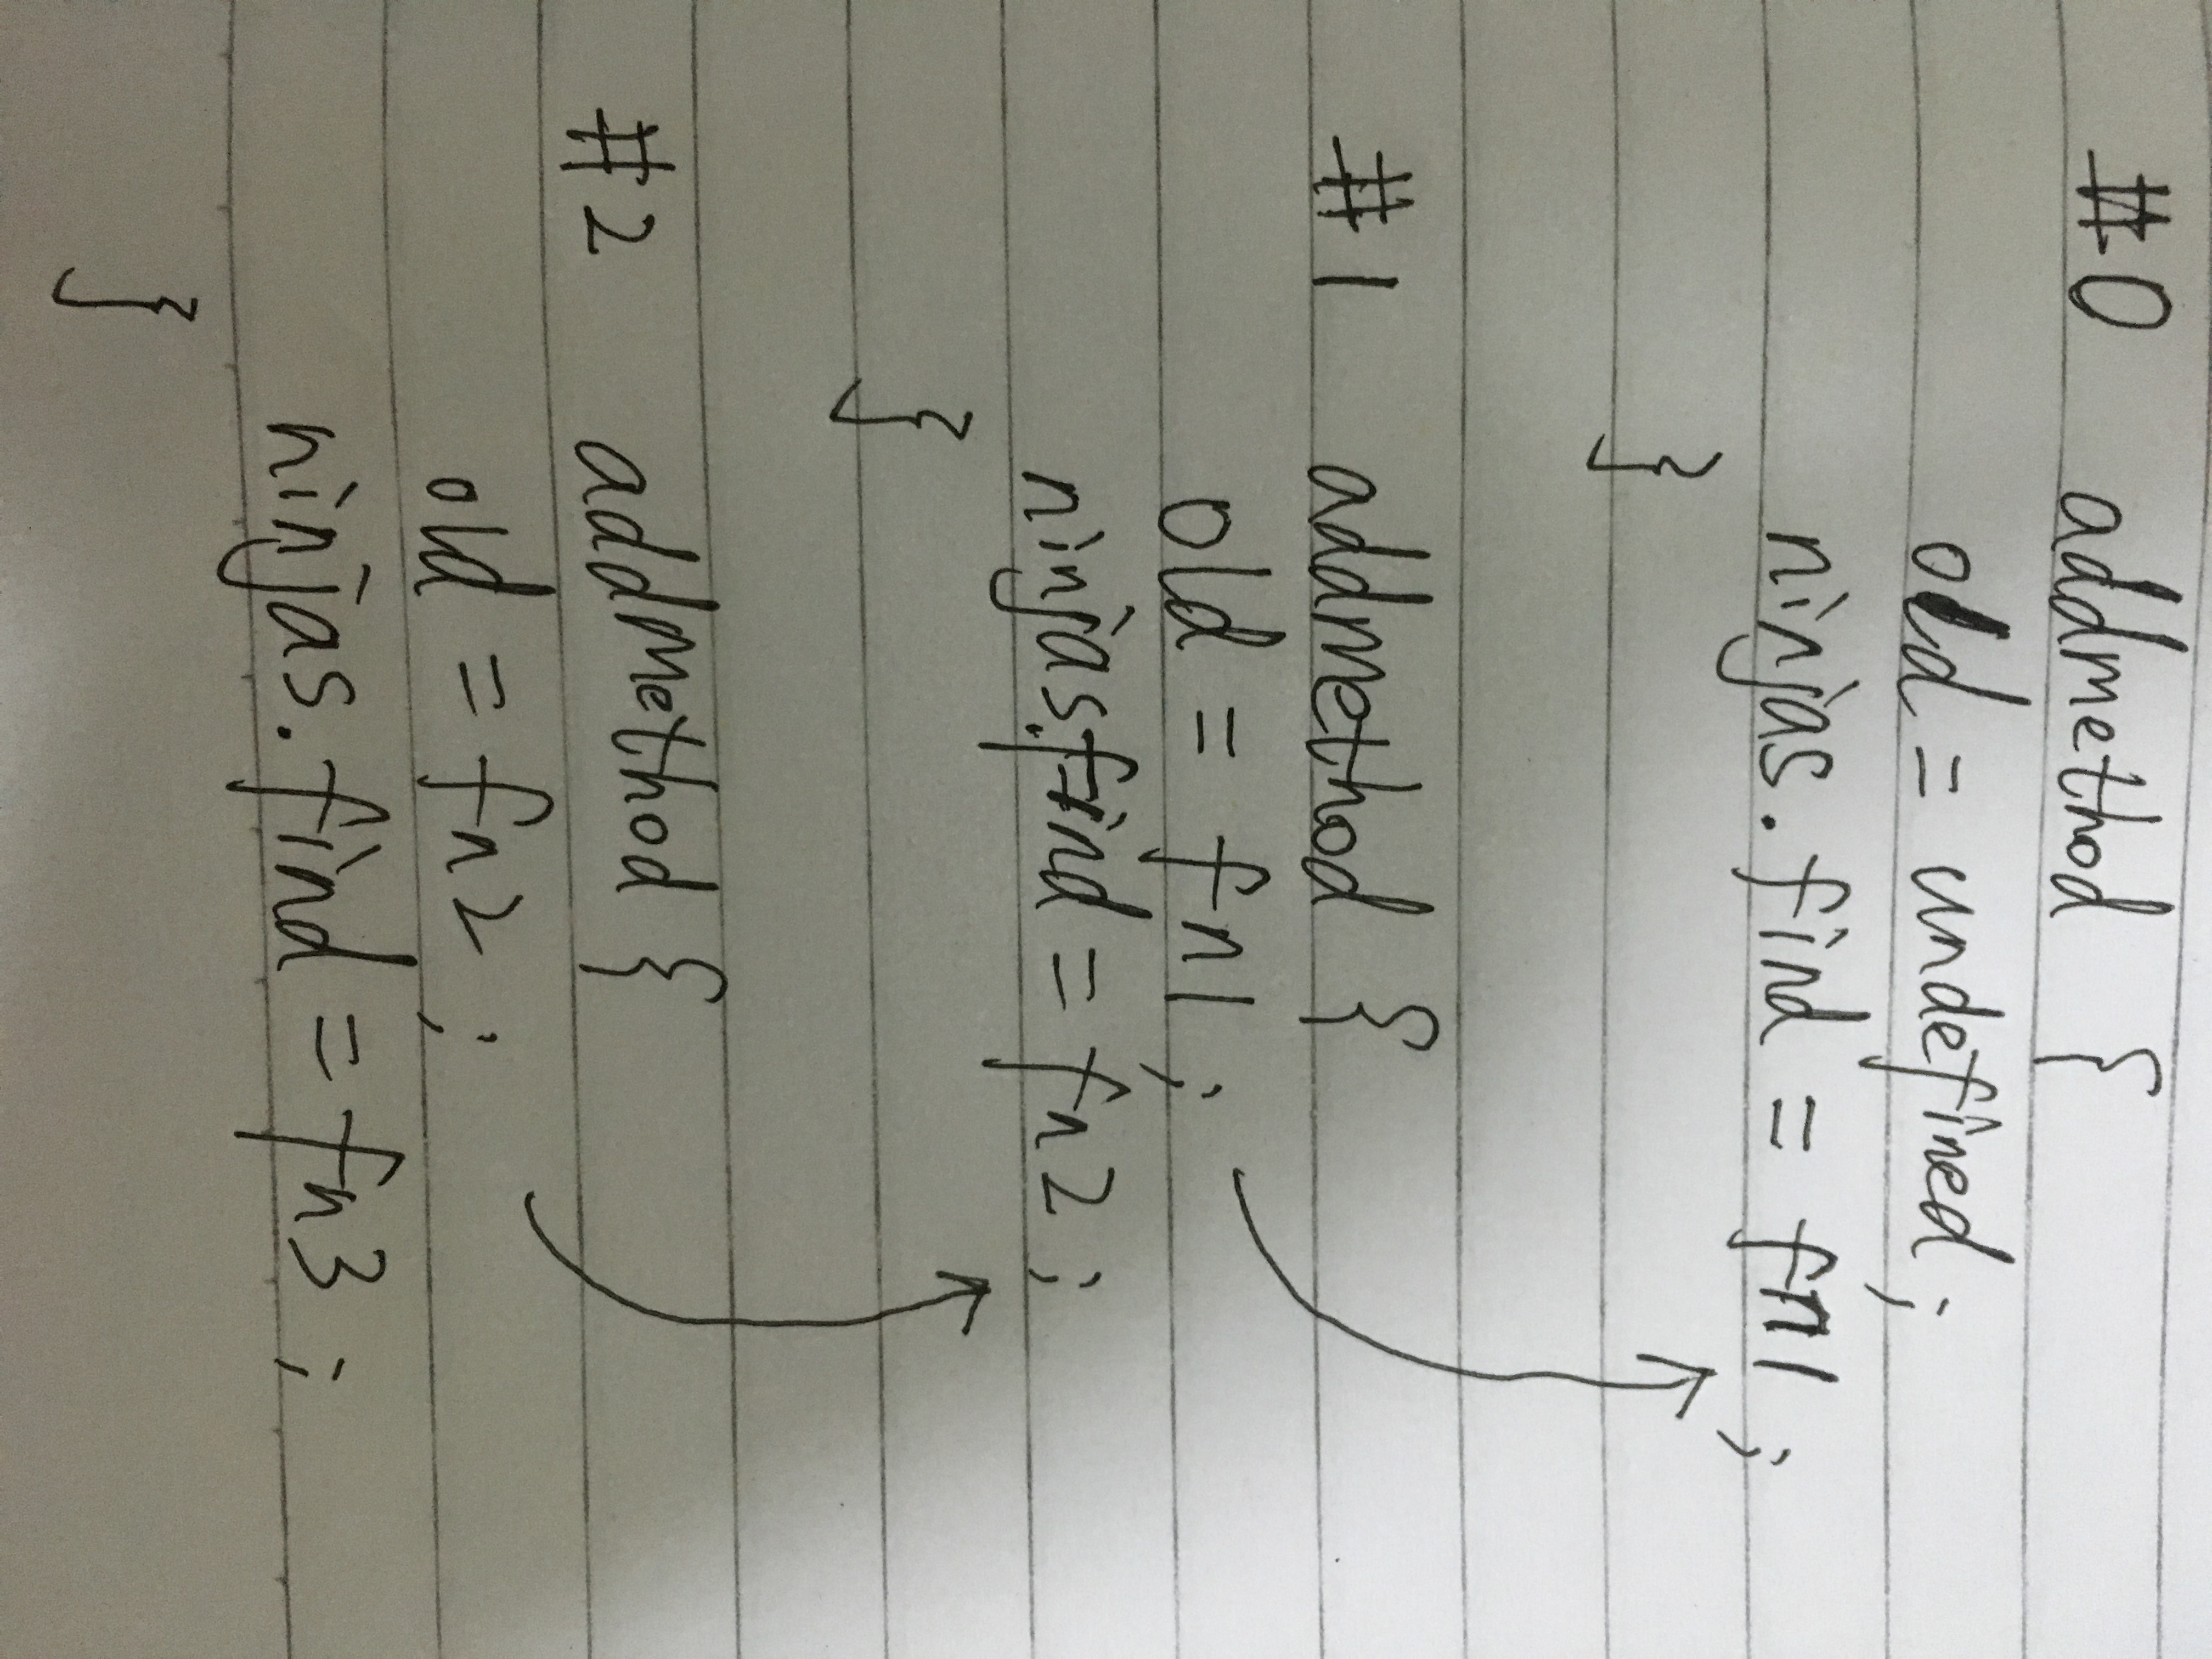 #0 addmethod {
old = undefined;
ninjas.find = fn1;
}
#1 addmethod {
old = fn1;
ninjas.find = fn2;
}
#2 addmethod {
old = fn2;
ninjas.find = fn3;
}